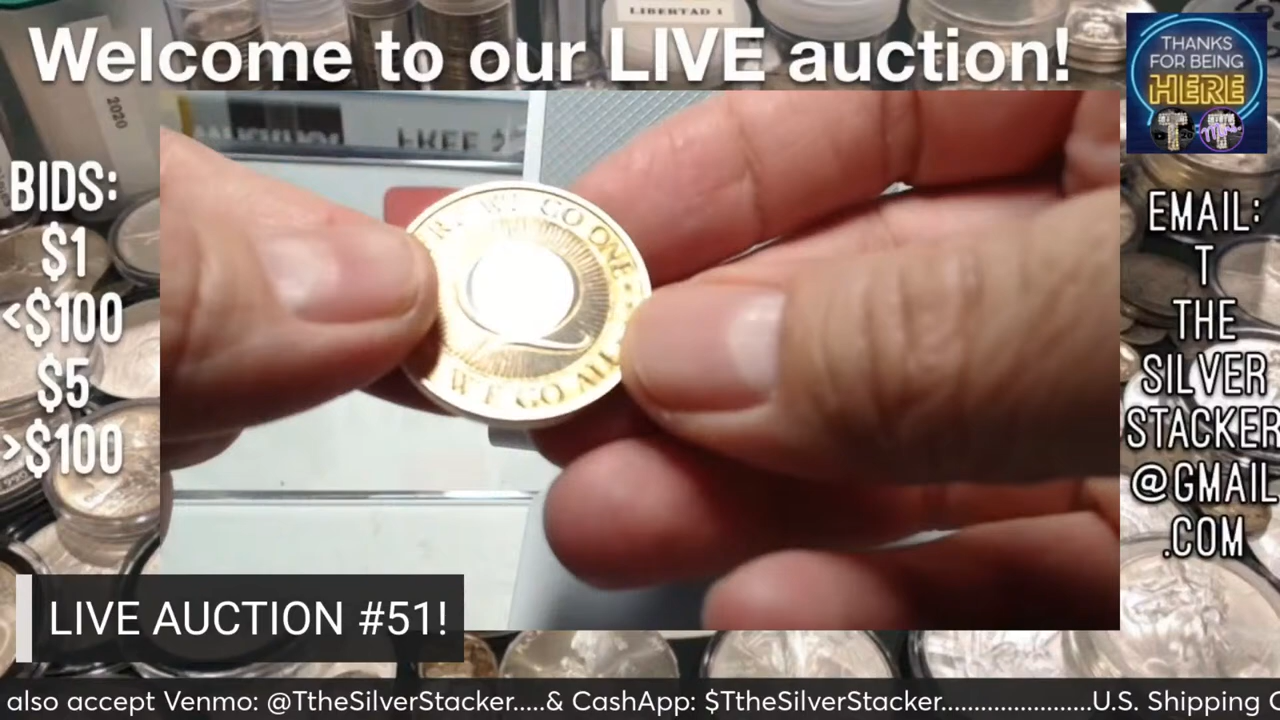 LIBERTAD 1
Welcome to our LIVE auction!
THANKS
FOR BEING
HERE
2020
BIDS:
$1
<$100
$5
>$100
WE GO ONE
WE GO ALL
EMAIL:
T
THE
SILVER
STACKER
@GMAIL
.COM
LIVE AUCTION #51!
also accept Venmo: @TtheSilverStacker.....& CashApp: $TtheSilverStacker......................U.S. Shipping